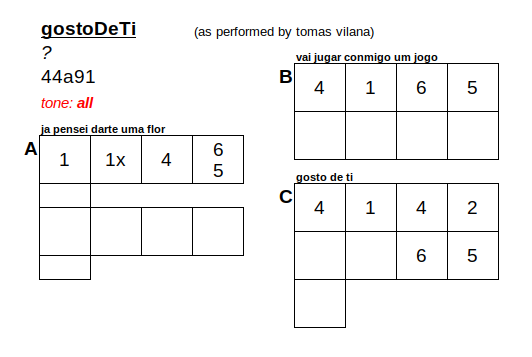 gostoDeTi (as performed by tomas vilana)
?
44a91
tone: all
ja pensei darte uma flor
A 1 1x 4 6
5
vai jugar conmigo um jogo
B 4 1 6 5
gosto de ti
C 4 1 4 2
6 5